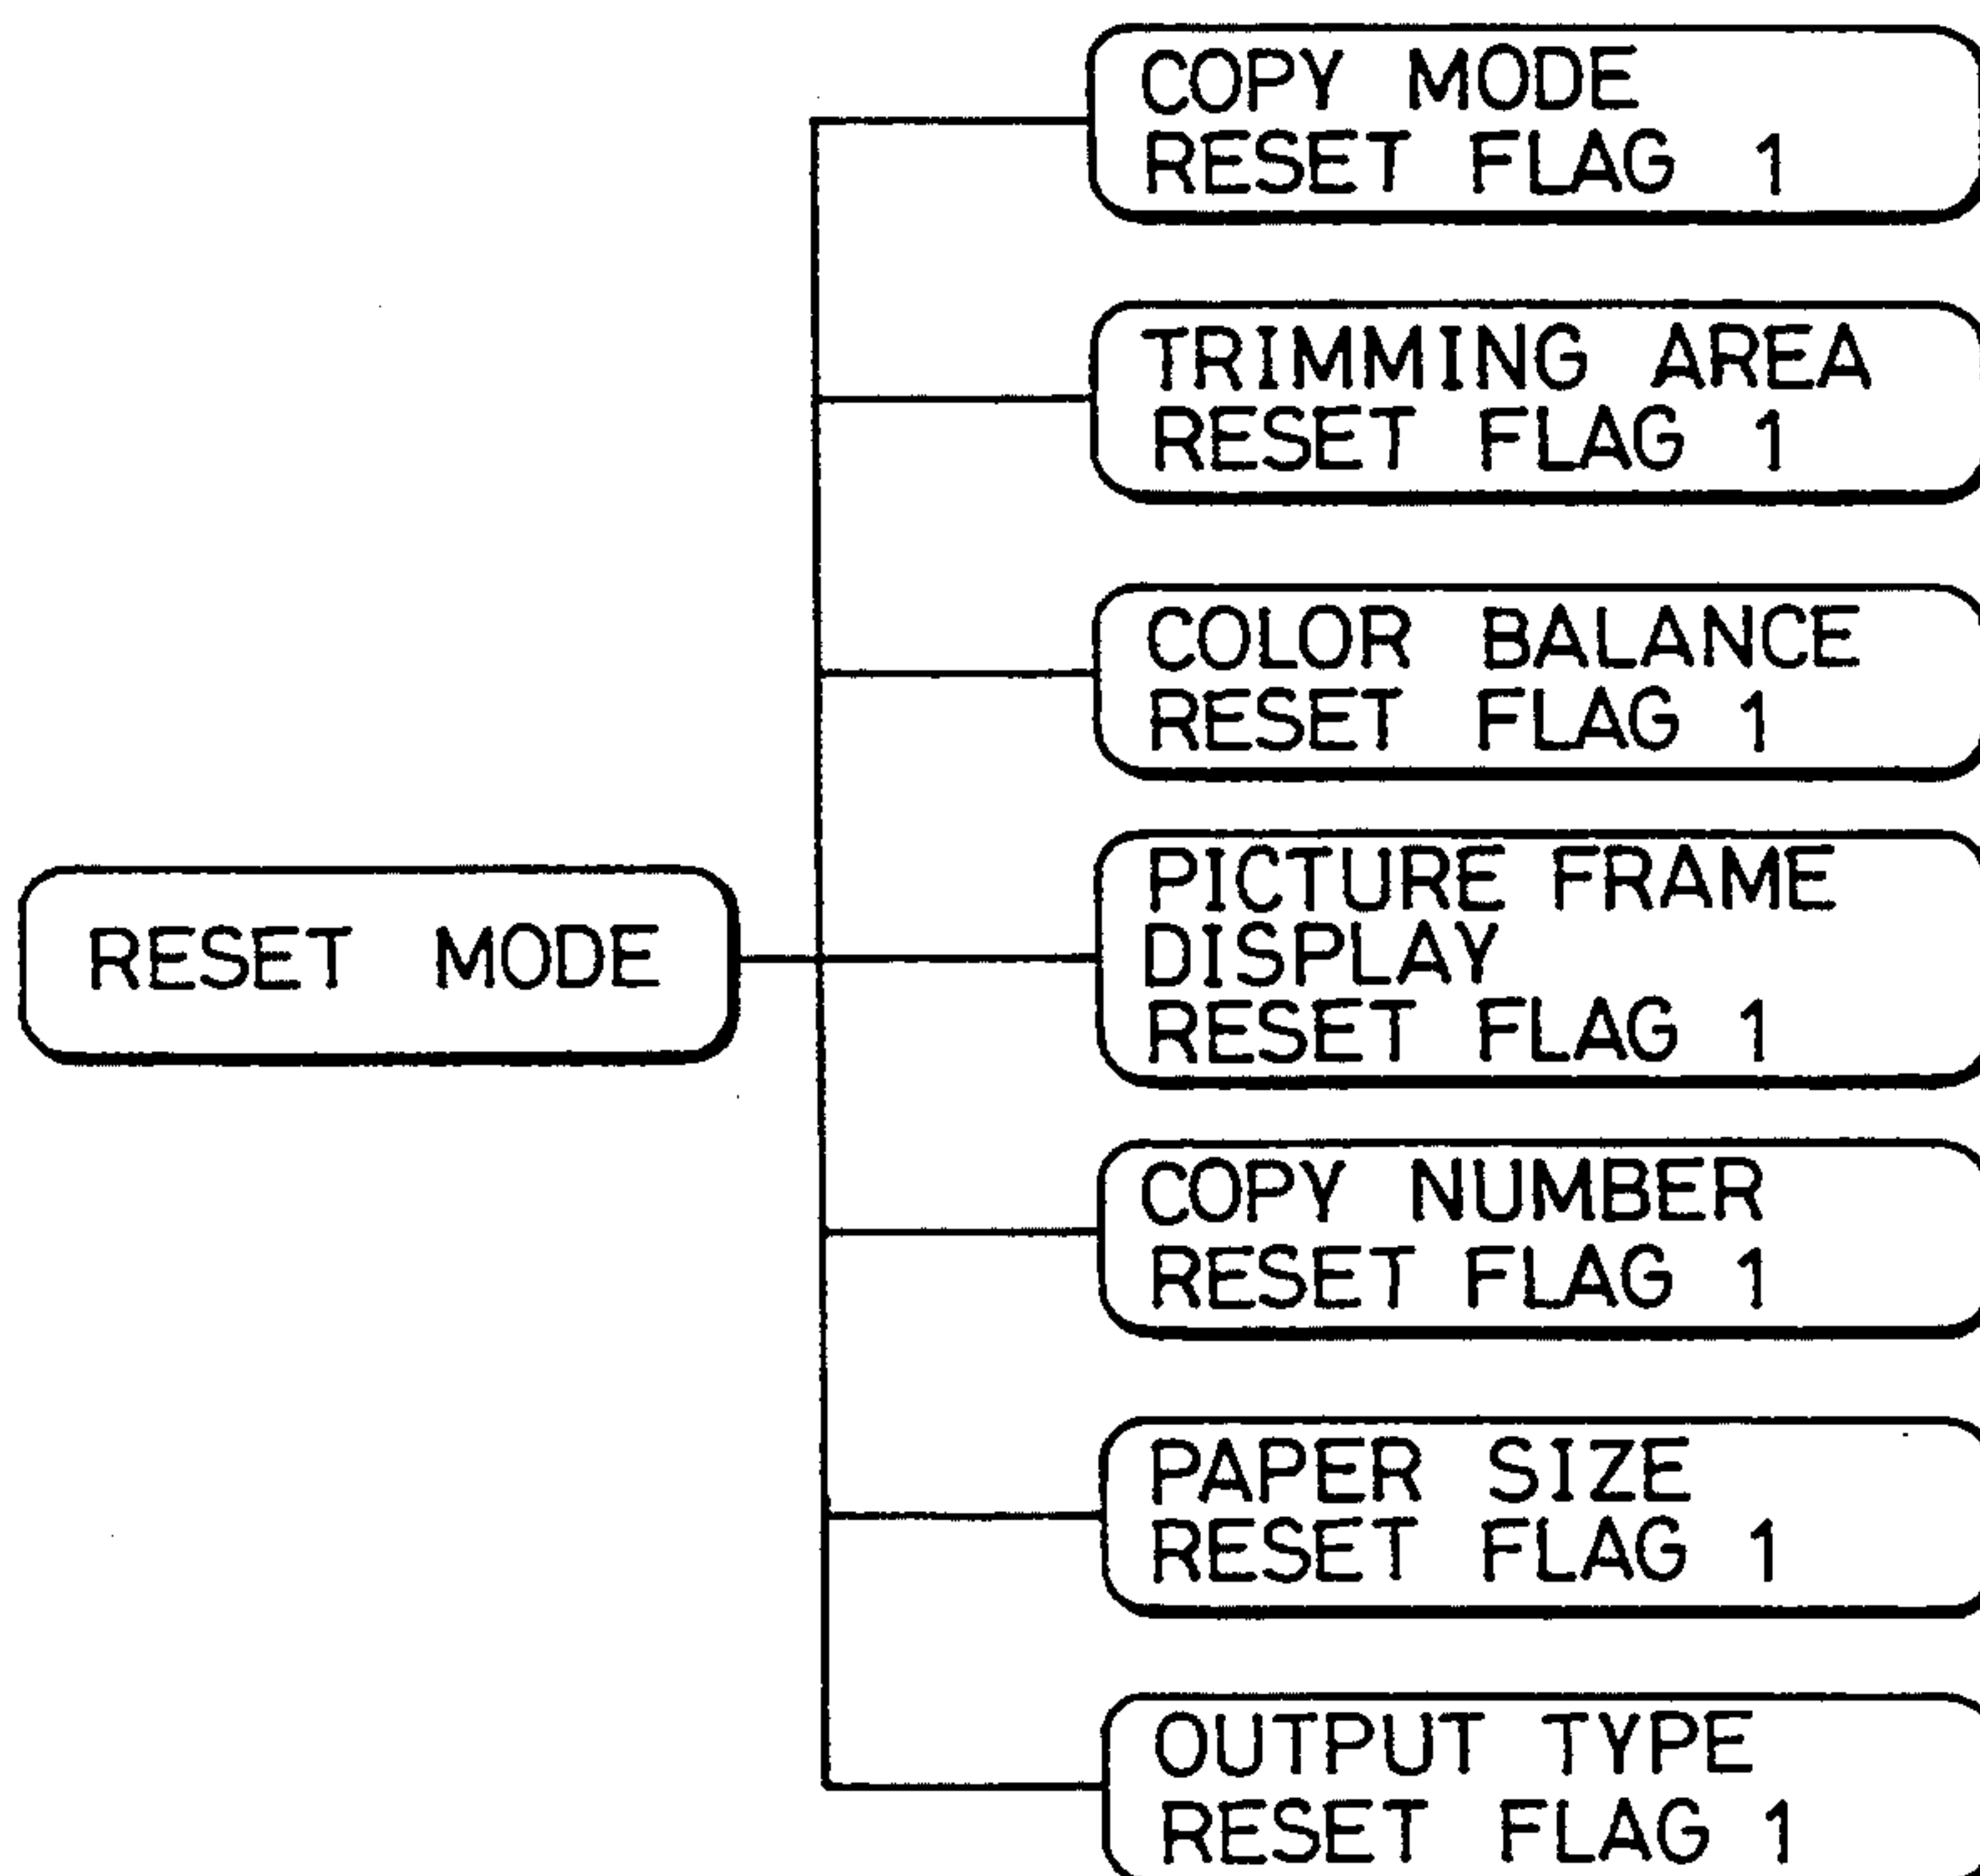 COPY MODE
RESET FLAG 1
TRIMMING AREA
RESET FLAG 1
COLOR BALANCE
RESET FLAG 1
PICTURE FRAME
DISPLAY
RESET FLAG 1
RESET MODE
COPY NUMBER
RESET FLAG 1
PAPER SIZE
RESET FLAG 1
OUTPUT TYPE
RESET FLAG 1